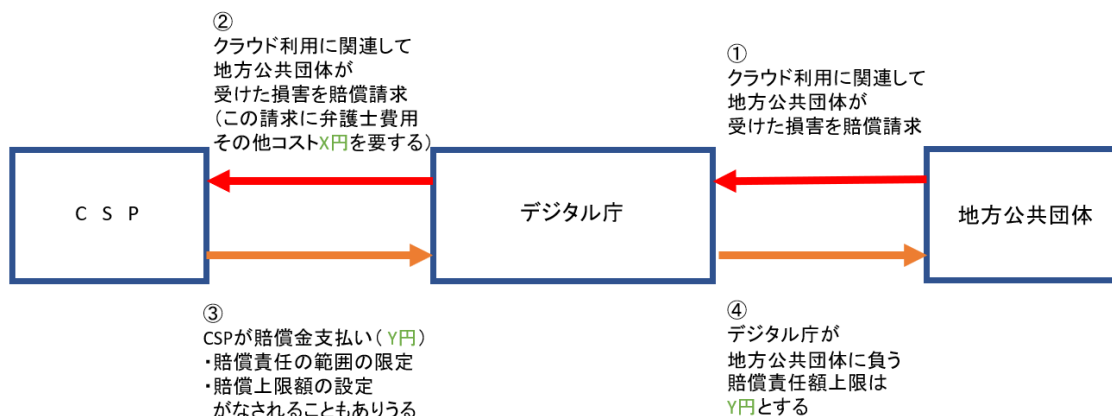 ②
クラウド利用に関連して
地方公共団体が
受けた損害を賠償請求
(この請求に弁護士費用
その他コストX円を要する)
①
クラウド利用に関連して
地方公共団体が
受けた損害を賠償請求
CSP
デジタル庁
地方公共団体
③
CSPが賠償金支払い(Y円)
・賠償責任の範囲の限定
・賠償上限額の設定
がなされることもありうる
④
デジタル庁が
地方公共団体に負う
賠償責任額上限は
Y円とする